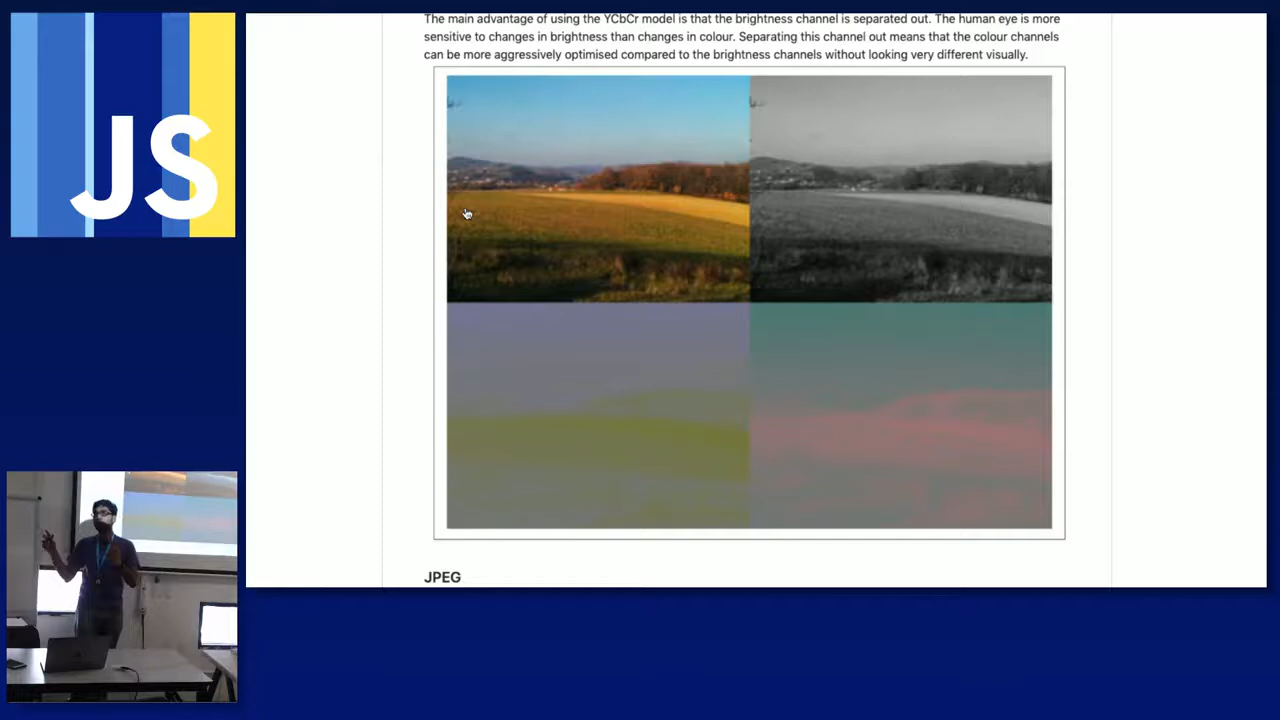 JS
The main advantage of using the YCbCr model is that the brightness channel is separated out. The human eye is more
sensitive to changes in brightness than changes in colour. Separating this channel out means that the colour channels
can be more aggressively optimised compared to the brightness channels without looking very different visually.
JPEG